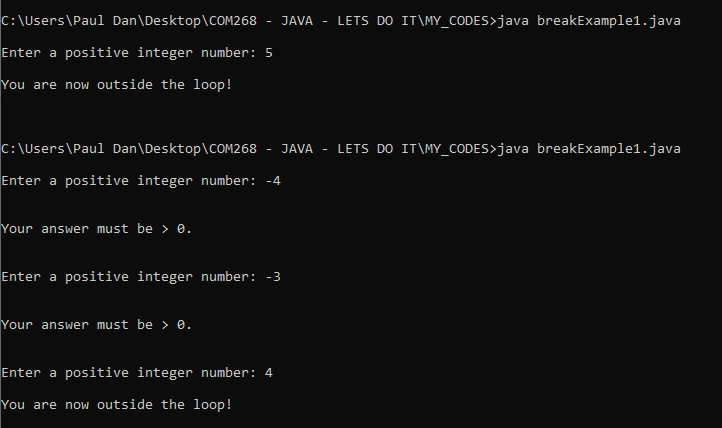 C:\Users\Paul Dan\Desktop\COM268 - JAVA - LETS DO IT\MY_CODES>java breakExample1.java
Enter a positive integer number: 5
You are now outside the loop!
C:\Users\Paul Dan\Desktop\COM268 - JAVA - LETS DO IT\MY_CODES>java breakExample1.java
Enter a positive integer number: -4
Your answer must be > 0.
Enter a positive integer number: -3
Your answer must be > 0.
Enter a positive integer number: 4
You are now outside the loop!